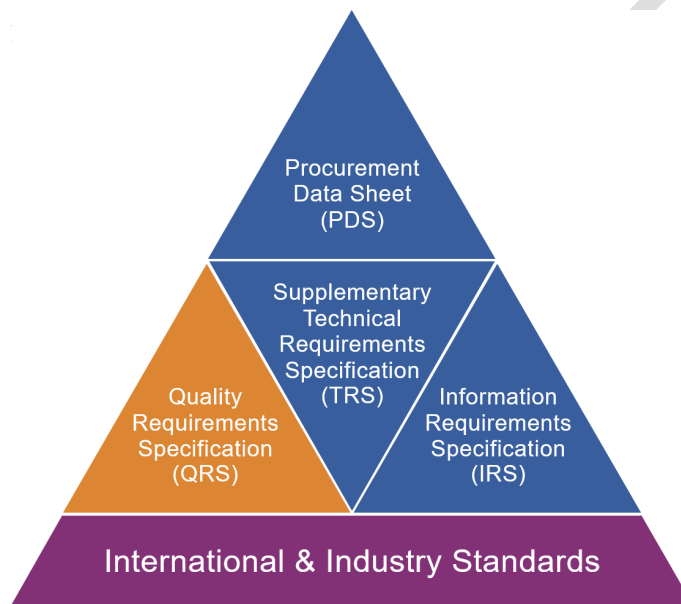 Procurement
Data Sheet
(PDS)
Supplementary
Technical
Requirements
Specification
(TRS)
Quality
Requirements
Specification
(QRS)
Information
Requirements
Specification
(IRS)
International & Industry Standards